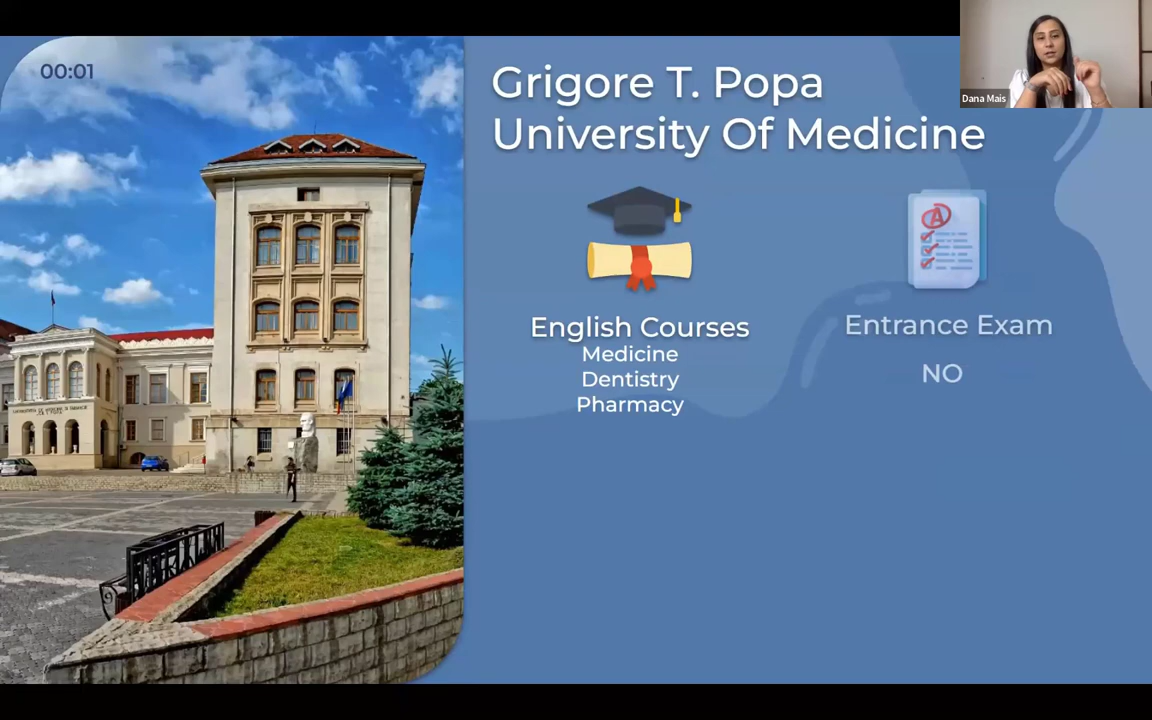 00:01
Grigore T. Popa
University Of Medicine
Dana Mais
A
English Courses
Medicine
Dentistry
Pharmacy
Entrance Exam
NO